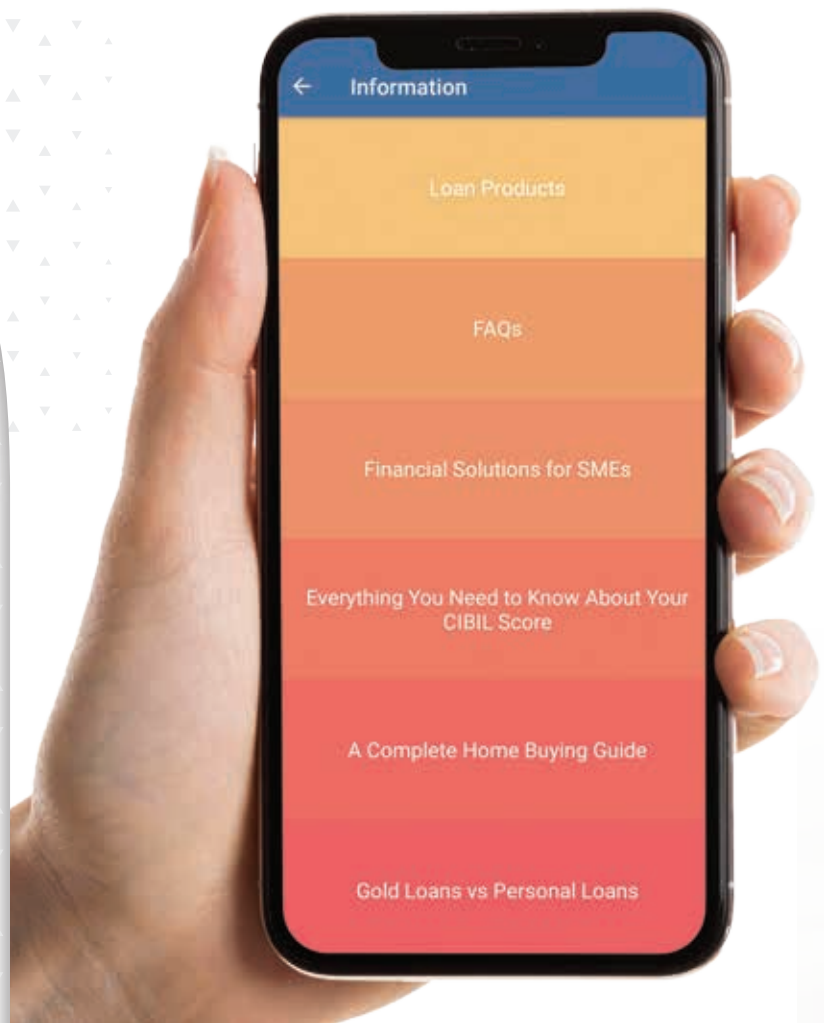 Information
Loan Products
FAQs
Financial Solutions for SMEs
Everything You Need to Know About Your
CIBIL Score
A Complete Home Buying Guide
Gold Loans vs Personal Loans